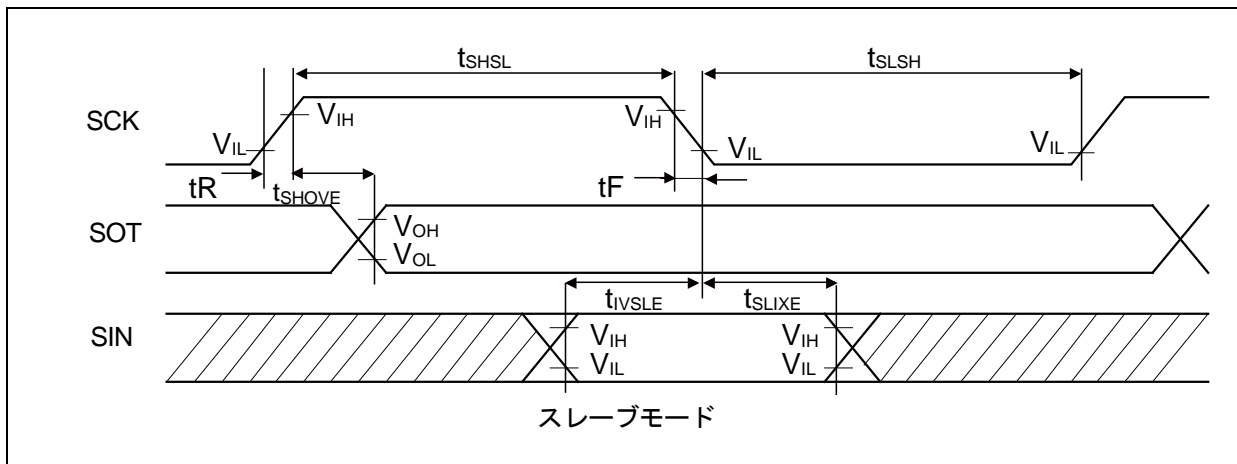 tSHSL
tSLSH
SCK
VIH
VIH
VIL
VIL
VIL
tR
tSHOVE
tF
SOT
VOH
VOL
tIVSLE
tSLIXE
SIN
VIH
VIH
VIL
VIL
スレーブモード